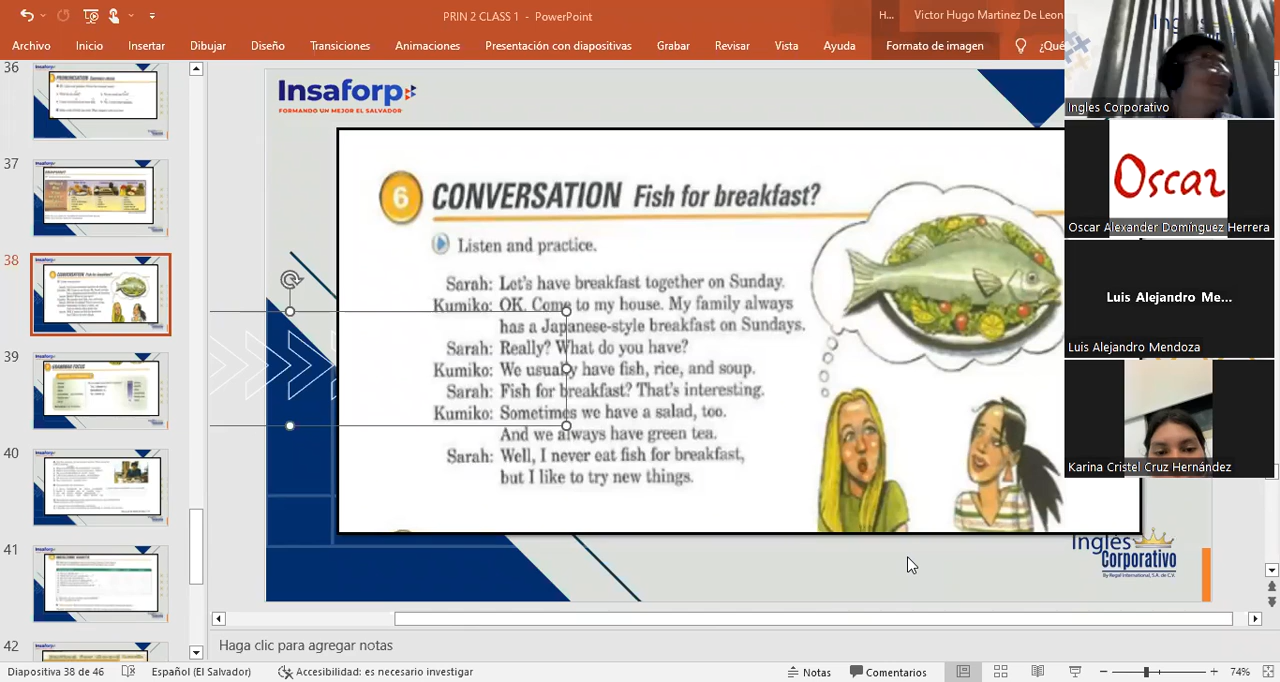 PRIN 2 CLASS 1 - PowerPoint
H...
Victor Hugo Martinez De Leon
Archivo Inicio Insertar Dibujar Diseño Transiciones Animaciones Presentación con diapositivas Grabar Revisar Vista Ayuda Formato de imagen ¿Qué
36
37
38
39
40
41
42
Insaforp
FORMANDO UN MEJOR EL SALVADOR
6 CONVERSATION Fish for breakfast?
Listen and practice.
Sarah: Let's have breakfast together on Sunday.
Kumiko: OK. Come to my house. My family always
has a Japanese-style breakfast on Sundays.
Sarah: Really? What do you have?
Kumiko: We usually have fish, rice, and soup.
Sarah: Fish for breakfast? That's interesting.
Kumiko: Sometimes we have a salad, too.
And we always have green tea.
Sarah: Well, I never eat fish for breakfast,
but I like to try new things.
Inglés
Corporativo
By Regal International, S.A. de C.V.
Ingles Corporativo
Oscar
Oscar Alexander Domínguez Herrera
Luis Alejandro Me...
Luis Alejandro Mendoza
Karina Cristel Cruz Hernández
Haga clic para agregar notas
Diapositiva 38 de 46 Español (El Salvador) Accesibilidad: es necesario investigar Notas Comentarios 74%